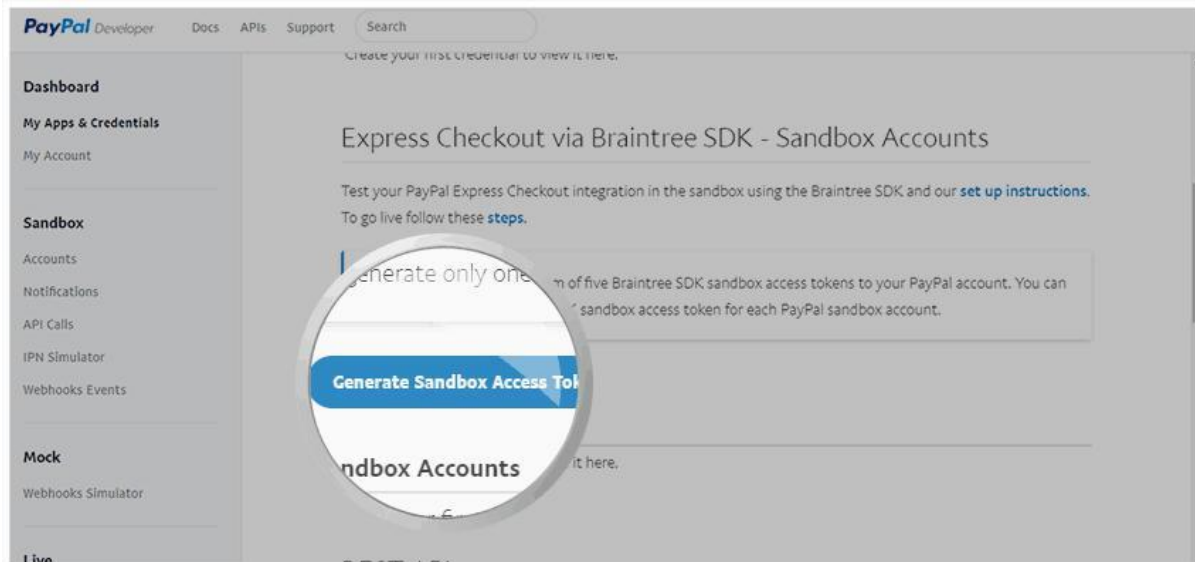 PayPal Developer Docs APIs Support Search
Create your first credential to view it here.
Dashboard
My Apps & Credentials
My Account
Sandbox
Accounts
Notifications
API Calls
IPN Simulator
Webhooks Events
Mock
Webhooks Simulator
Live
Express Checkout via Braintree SDK - Sandbox Accounts
Test your PayPal Express Checkout integration in the sandbox using the Braintree SDK and our set up instructions.
To go live follow these steps.
generate only one
m of five Braintree SDK sandbox access tokens to your PayPal account. You can
sandbox access token for each PayPal sandbox account.
Generate Sandbox Access Tok
ndbox Accounts
it here.